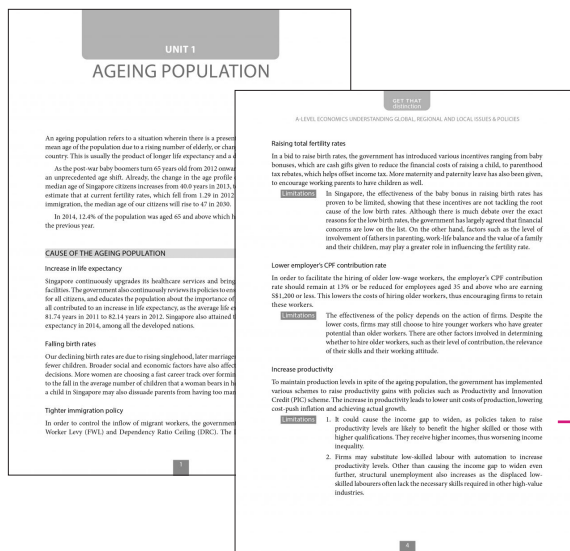 UNIT 1
AGEING POPULATION
An ageing population refers to a situation wherein there is a presen
mean age of the population due to a rising number of elderly, or chan
country. This is usually the product of longer life expectancy and a d
As the post-war baby boomers turn 65 years old from 2012 onwar
an unprecedented age shift. Already, the change in the age profile
median age of Singapore citizens increases from 40.0 years in 2013, t
estimate that at current fertility rates, which fell from 1.29 in 2012
immigration, the median age of our citizens will rise to 47 in 2030.
In 2014, 12.4% of the population was aged 65 and above which h
the previous year.
CAUSE OF THE AGEING POPULATION
Increase in life expectancy
Singapore continuously upgrades its healthcare services and bring
facilities. The government also continuously reviews its policies to ens
for all citizens, and educates the population about the importance of
all contributed to an increase in life expectancy, as the average life ex
81.74 years in 2011 to 82.14 years in 2012. Singapore also attained t
expectancy in 2014, among all the developed nations.
Falling birth rates
Our declining birth rates are due to rising singlehood, later marriages
fewer children. Broader social and economic factors have also affec
decisions. More women are choosing a fast career over formin
to the fall in the average number of children that a woman bears in h
a child in Singapore may also dissuade parents from having too man
Tighter immigration policy
In order to control the inflow of migrant workers, the government
Worker Levy (FWL) and Dependency Ratio Ceiling (DRC). The
1
GET THAT
distinction
A-LEVEL ECONOMICS UNDERSTANDING GLOBAL, REGIONAL AND LOCAL ISSUES & POLICIES
Raising total fertility rates
In a bid to raise birth rates, the government has introduced various incentives ranging from baby
bonuses, which are cash gifts given to reduce the financial costs of raising a child, to parenthood
tax rebates, which helps offset income tax. More maternity and paternity leave has also been given,
to encourage working parents to have children as well.
Limitations In Singapore, the effectiveness of the baby bonus in raising birth rates has
proven to be limited, showing that these incentives are not tackling the root
cause of the low birth rates. Although there is much debate over the exact
reasons for the low birth rate, the government has largely agreed that financial
concerns are low on the list. On the other hand, factors such as the level of
involvement of fathers in parenting, work-life balance and the value of a family
and their children, may play a greater role in influencing the fertility rate.
Lower employer's CPF contribution rate
In order to facilitate the hiring of older low-wage workers, the employer's CPF contribution
rate should remain at 13% or be reduced for employees aged 35 and above who are earning
S$1,200 or less. This lowers the costs of hiring older workers, thus encouraging firms to retain
these workers.
Limitations The effectiveness of the policy depends on the action of firms. Despite the
lower costs, firms may still choose to hire younger workers who have greater
potential than older workers. There are other factors involved in determining
whether to hire older workers, such as their level of contribution, the relevance
of their skills and their working attitude.
Increase productivity
To maintain production levels in spite of the ageing population, the government has implemented
various schemes to raise productivity gains with policies such as Productivity and Innovation
Credit (PIC) scheme. The increase in productivity leads to lower unit costs of production, lowering
cost-push inflation and achieving actual growth.
Limitations 1. It could cause the income gap to widen, as policies taken to raise
productivity levels are likely to benefit the higher skilled or those with
higher qualifications. They receive higher incomes, thus worsening income
inequality.
2. Firms may substitute low-skilled labour with automation to increase
productivity levels. Other than causing the income gap to widen even
further, structural unemployment also increases as the displaced low-
skilled labourers often lack the necessary skills required in other high-value
industries.
4